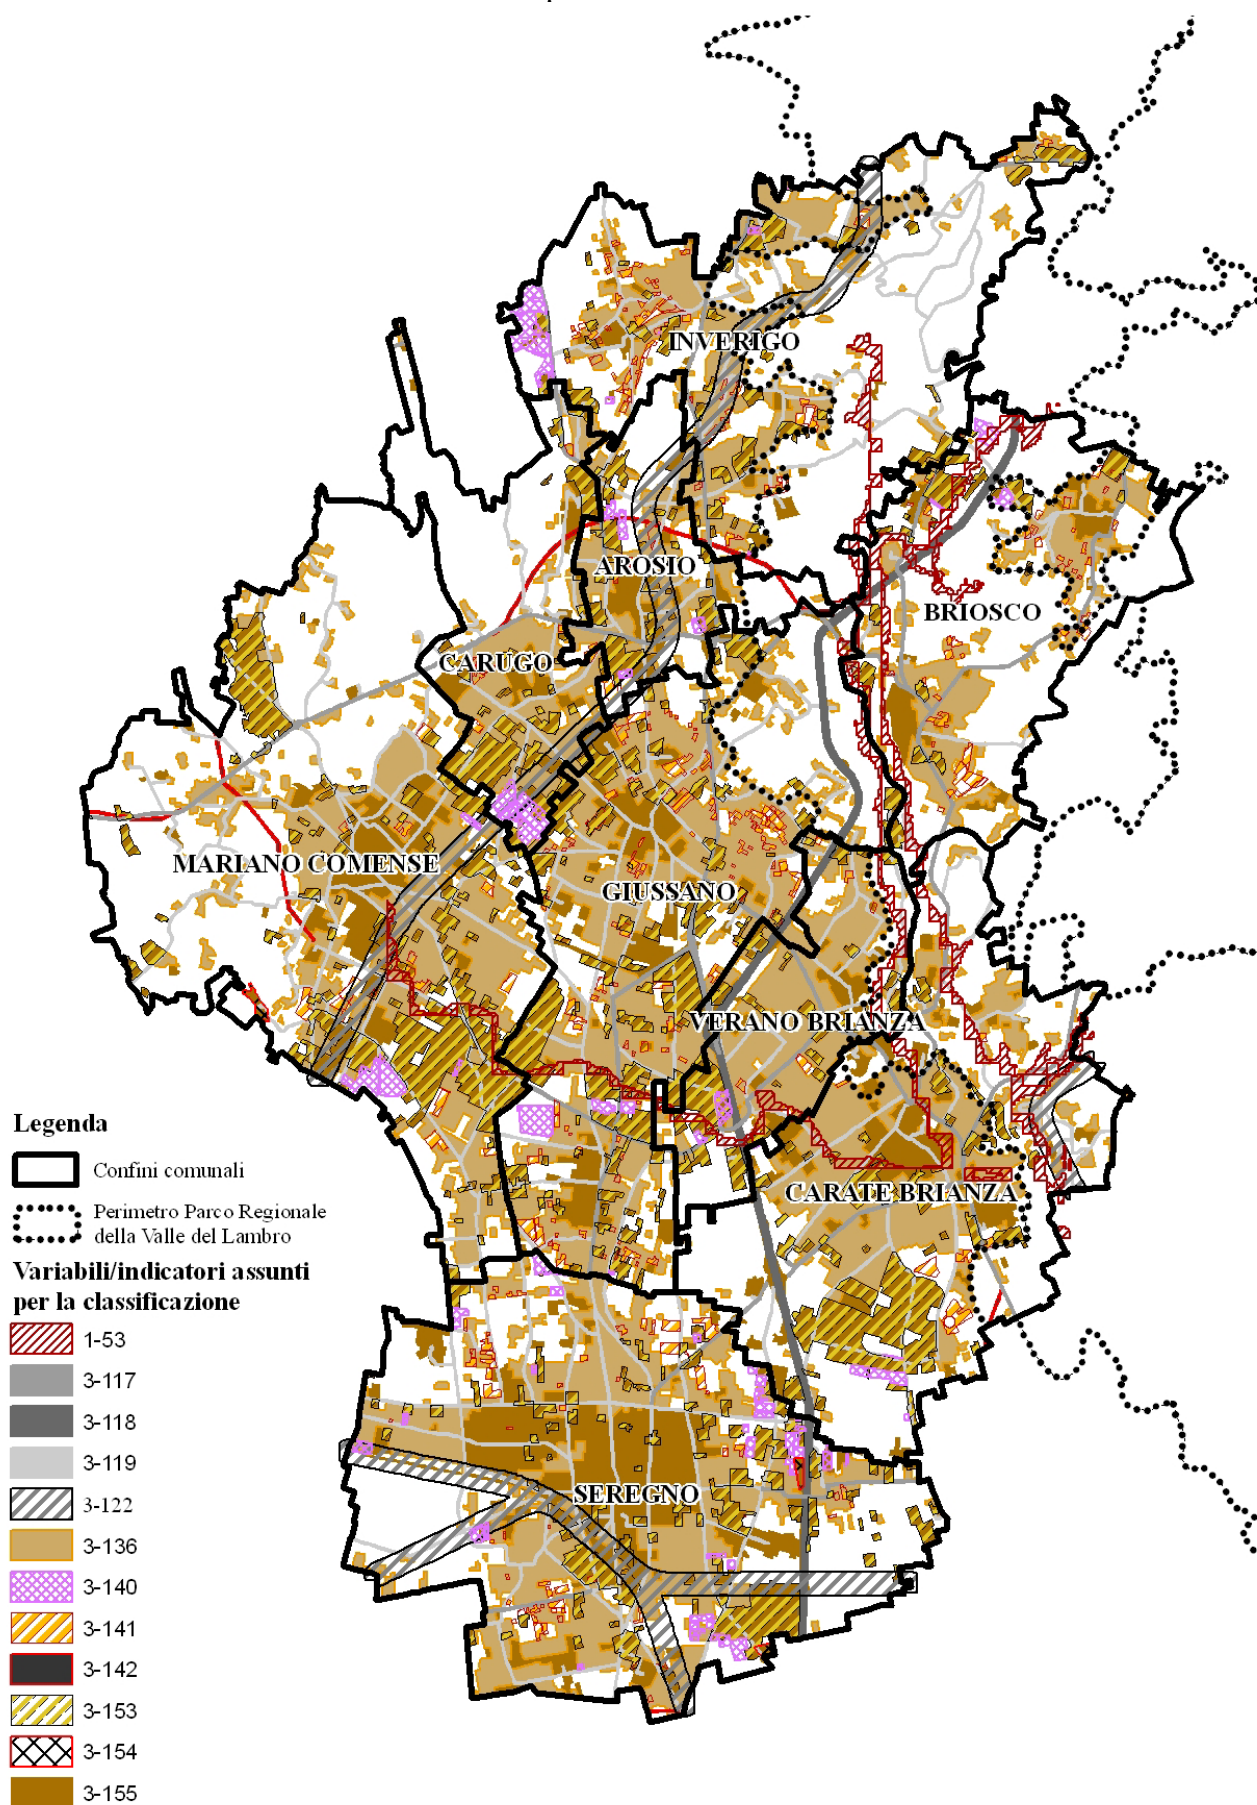 INVERIGO
AROSIO
BRIOSCO
CARUGO
MARIANO COMENSE
GIUSSANO
VERANO BRIANZA
CARATE BRIANZA
SEREGNO
Legenda
Confini comunali
Perimetro Parco Regionale
della Valle del Lambro
Variabili/indicatori assunti
per la classificazione
1-53
3-117
3-118
3-119
3-122
3-136
3-140
3-141
3-142
3-153
3-154
3-155